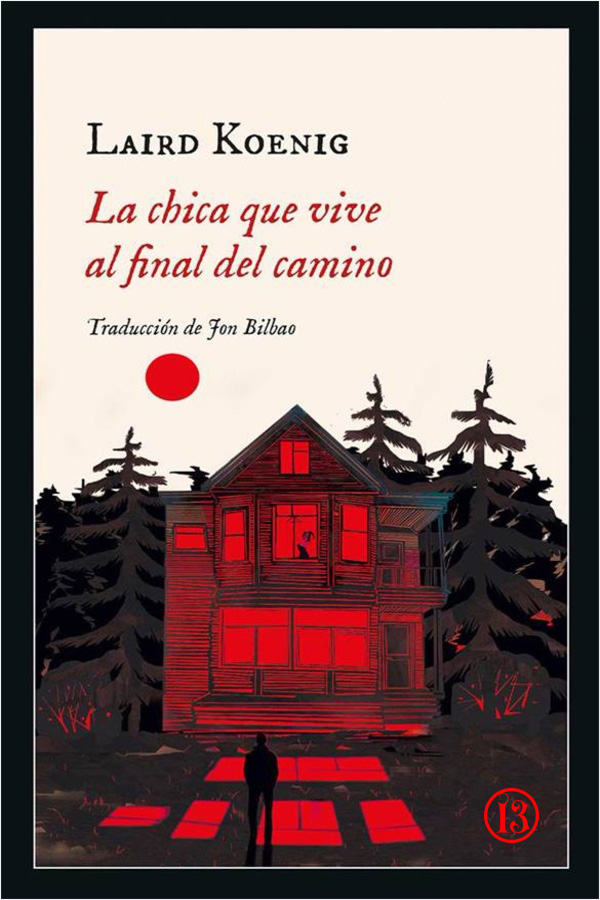 Laird Koenig
La chica que vive
al final del camino
Traducción de Jon Bilbao
13